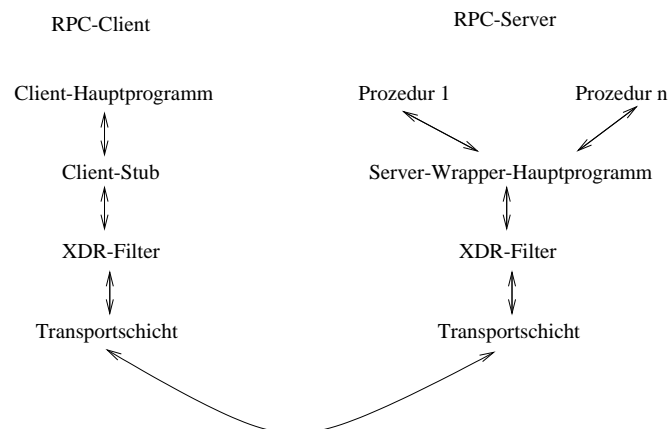 RPC-Client
RPC-Server
Client-Hauptprogramm
Prozedur 1
Prozedur n
Client-Stub
Server-Wrapper-Hauptprogramm
XDR-Filter
XDR-Filter
Transportschicht
Transportschicht